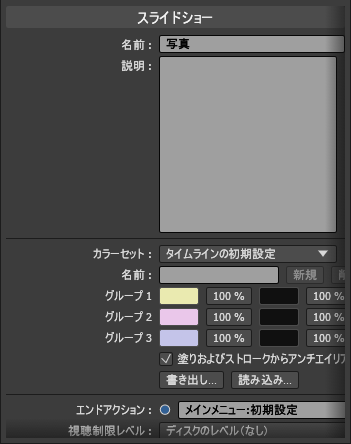 スライドショー
名前 : 写真
説明 :
カラーセット : タイムラインの初期設定
名前 : 新規
グループ 1 100 % 100 %
グループ 2 100 % 100 %
グループ 3 100 % 100 %
塗りおよびストロークからアンチエイリア
書き出し... 読み込み...
エンドアクション : メインメニュー:初期設定
視聴制限レベル : ディスクのレベル (なし)